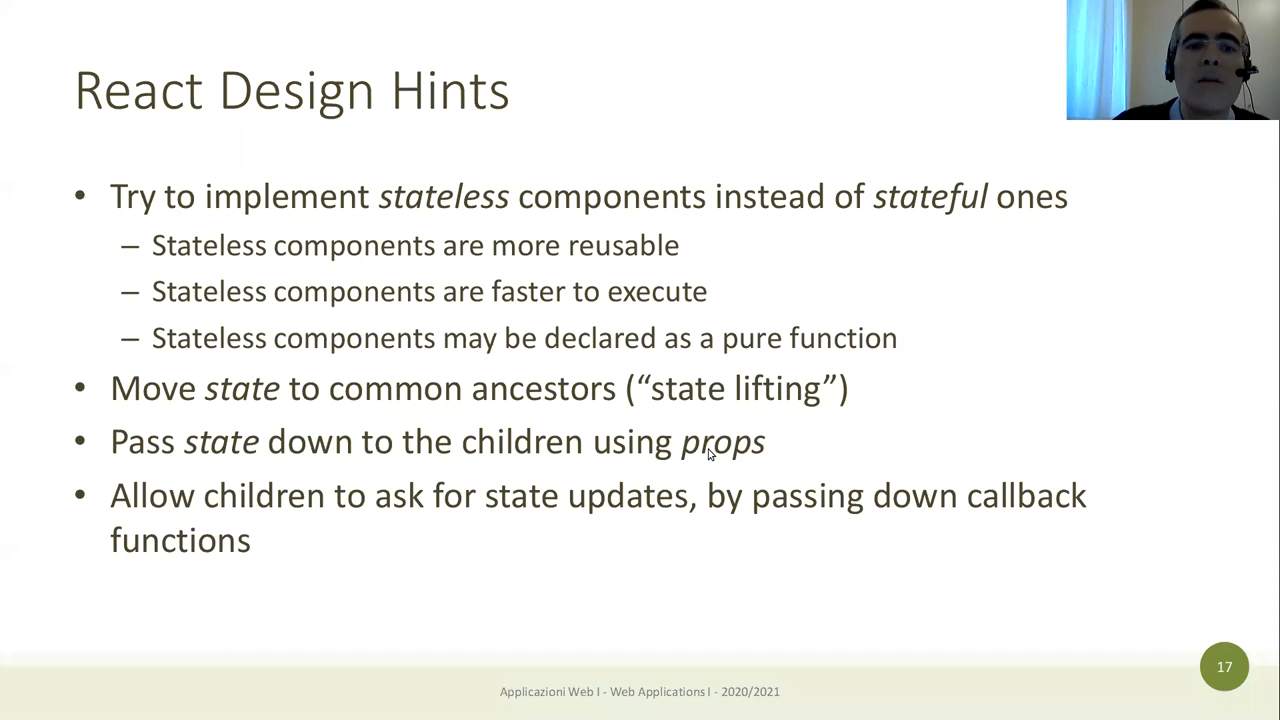 React Design Hints
• Try to implement stateless components instead of stateful ones
– Stateless components are more reusable
– Stateless components are faster to execute
– Stateless components may be declared as a pure function
• Move state to common ancestors (“state lifting”)
• Pass state down to the children using props
• Allow children to ask for state updates, by passing down callback
functions
17
Applicazioni Web I - Web Applications I - 2020/2021